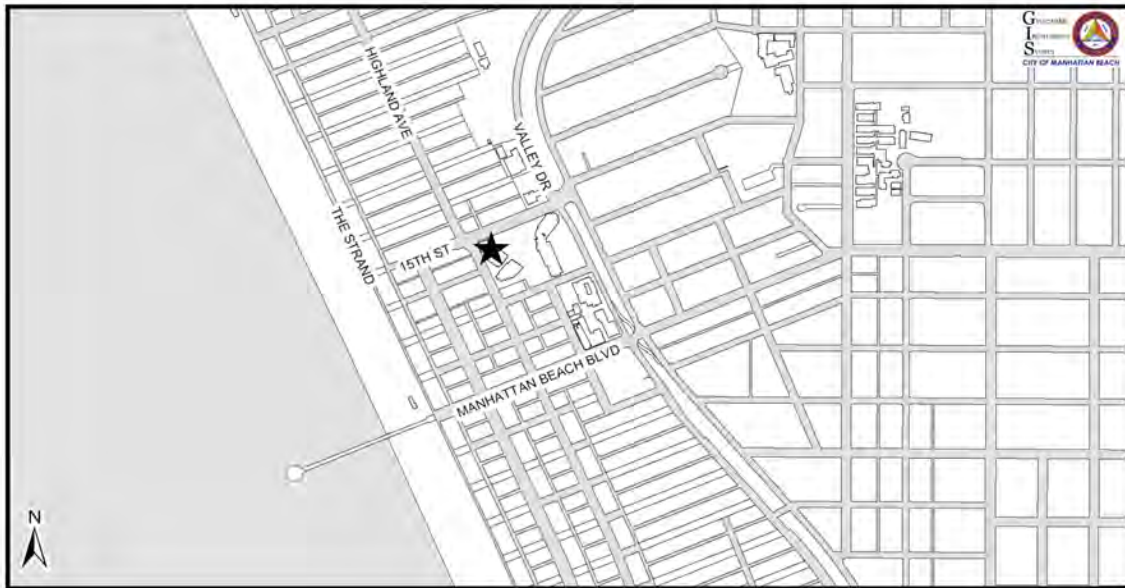 G
I
S
CITY OF MANHATTAN BEACH
HIGHLAND AVE
VALLEY DR
THE STRAND
15TH ST
MANHATTAN BEACH BLVD
N